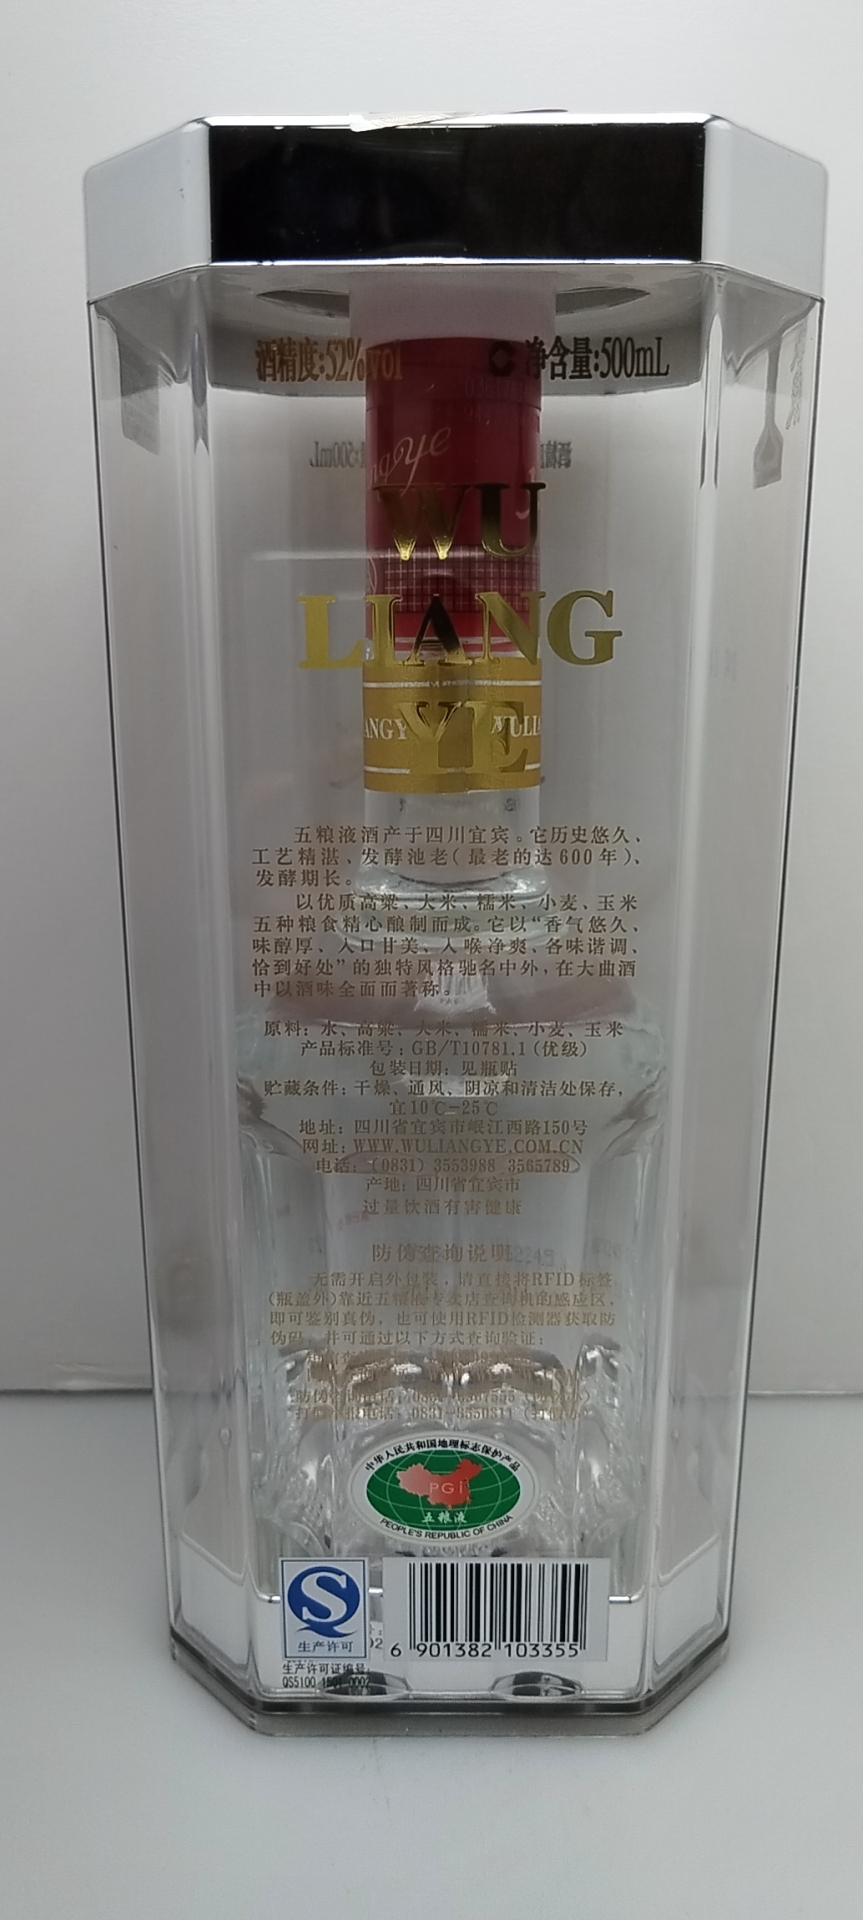 酒精度:52%vol 净含量:500mL
WU
LIANG
YE
五粮液酒产于四川宜宾。它历史悠久、
工艺精湛、发酵池老(最老的达600年)、
发酵期长。
以优质高粱、大米、糯米、小麦、玉米
五种粮食精心酿制而成。它以“香气悠久、
味醇厚、入口甘美、入喉净爽、各味谐调、
恰到好处”的独特风格驰名中外,在大曲酒
中以酒味全面而著称。
原料: 水、高粱、大米、糯米、小麦、玉米
产品标准号: GB/T10781.1(优级)
包装日期: 见瓶贴
贮藏条件: 干燥、通风、阴凉和清洁处保存,
宜10℃-25℃
地址: 四川省宜宾市岷江西路150号
网址: WWW.WULIANGYE.COM.CN
电话: (0831) 3553988 3565789
产地: 四川省宜宾市
过量饮酒有害健康
防伪查询说明
无需开启外包装, 请直接将RFID标签
(瓶盖外)靠近五粮液专卖店查询机的感应区,
即可鉴别真伪, 也可使用RFID检测器获取防
伪码, 并可通过以下方式查询验证:
中华人民共和国地理标志保护产品
PGI
五粮液
PEOPLE'S REPUBLIC OF CHINA
生产许可
生产许可证编号:
QS5100 1501 0002
6 901382 103355